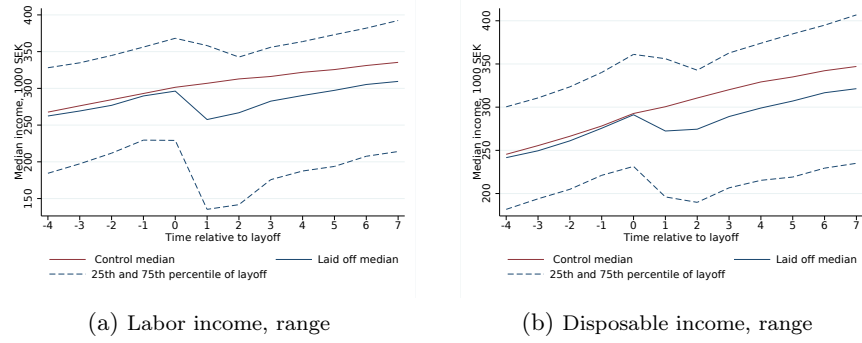 400
350
300
250
200
150
Median income, 1000 SEK
-4 -3 -2 -1 0 1 2 3 4 5 6 7
Time relative to layoff
Control median Laid off median
25th and 75th percentile of layoff
(a) Labor income, range
400
350
300
250
200
Median income, 1000 SEK
-4 -3 -2 -1 0 1 2 3 4 5 6 7
Time relative to layoff
Control median Laid off median
25th and 75th percentile of layoff
(b) Disposable income, range